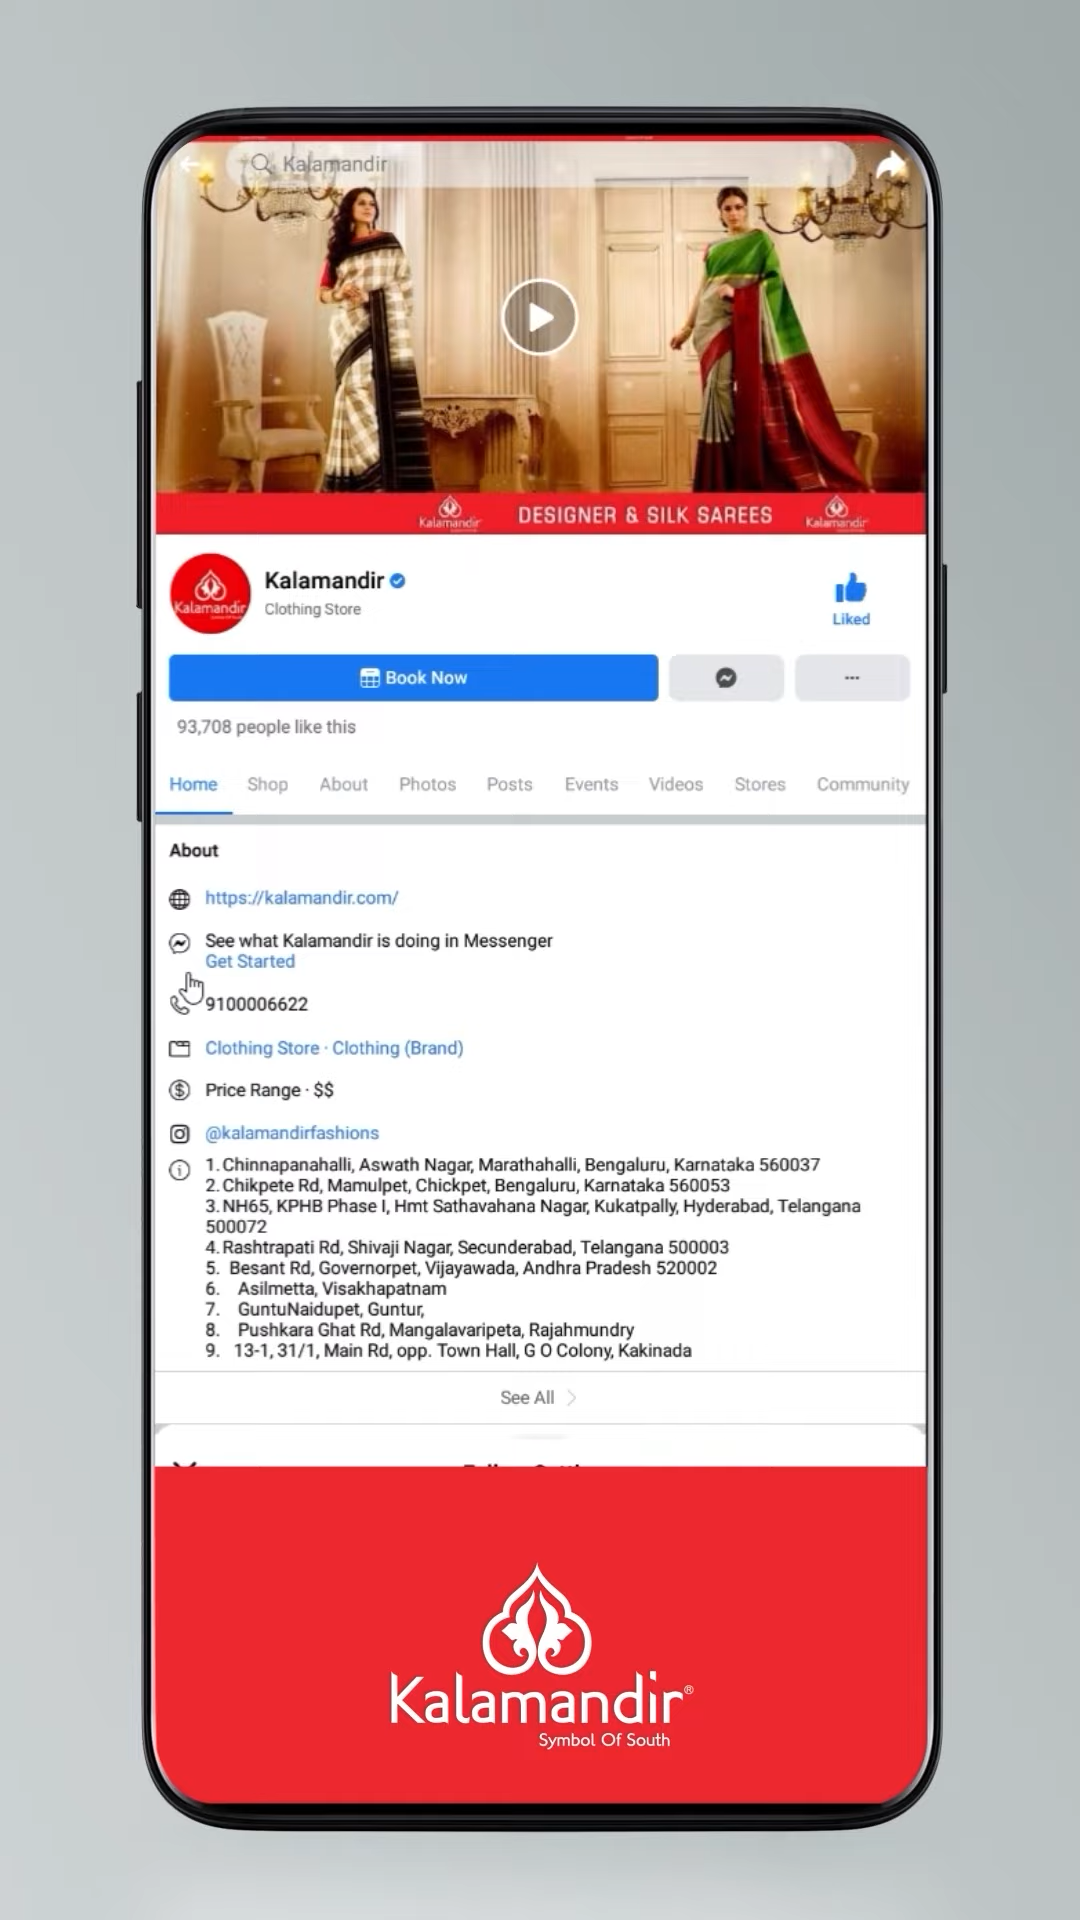 Kalamandir
Kalamandir
DESIGNER & SILK SAREES
Kalamandir
Kalamandir
Kalamandir
Clothing Store
Liked
Book Now
93,708 people like this
Home Shop About Photos Posts Events Videos Stores Community
About
https://kalamandir.com/
See what Kalamandir is doing in Messenger
Get Started
9100006622
Clothing Store · Clothing (Brand)
Price Range · $$
@kalamandirfashions
1. Chinnapanahalli, Aswath Nagar, Marathahalli, Bengaluru, Karnataka 560037
2. Chikpete Rd, Mamulpet, Chickpet, Bengaluru, Karnataka 560053
3. NH65, KPHB Phase I, Hmt Sathavahana Nagar, Kukatpally, Hyderabad, Telangana
500072
4. Rashtrapati Rd, Shivaji Nagar, Secunderabad, Telangana 500003
5. Besant Rd, Governorpet, Vijayawada, Andhra Pradesh 520002
6. Asilmetta, Visakhapatnam
7. GuntuNaidupet, Guntur,
8. Pushkara Ghat Rd, Mangalavaripeta, Rajahmundry
9. 13-1, 31/1, Main Rd, opp. Town Hall, G O Colony, Kakinada
See All
Kalamandir®
Symbol Of South